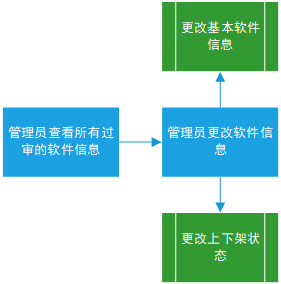 更改基本软件
信息
管理员查看所有过
审的软件信息
管理员更改软件信
息
更改上下架状
态